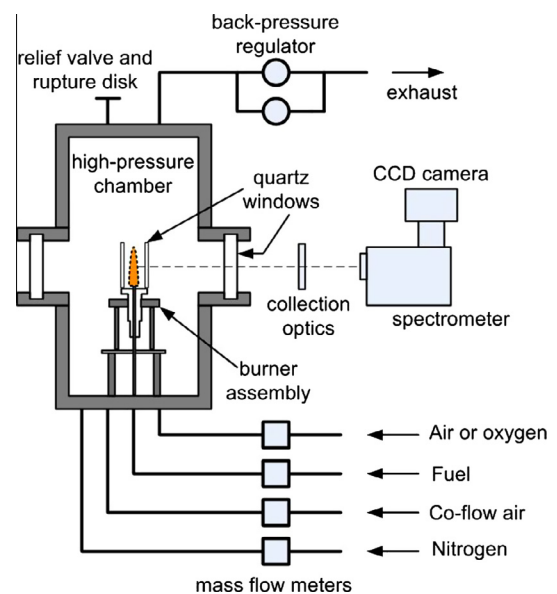 back-pressure
regulator
relief valve and
rupture disk
exhaust
high-pressure
chamber
quartz
windows
CCD camera
collection
optics
spectrometer
burner
assembly
Air or oxygen
Fuel
Co-flow air
Nitrogen
mass flow meters